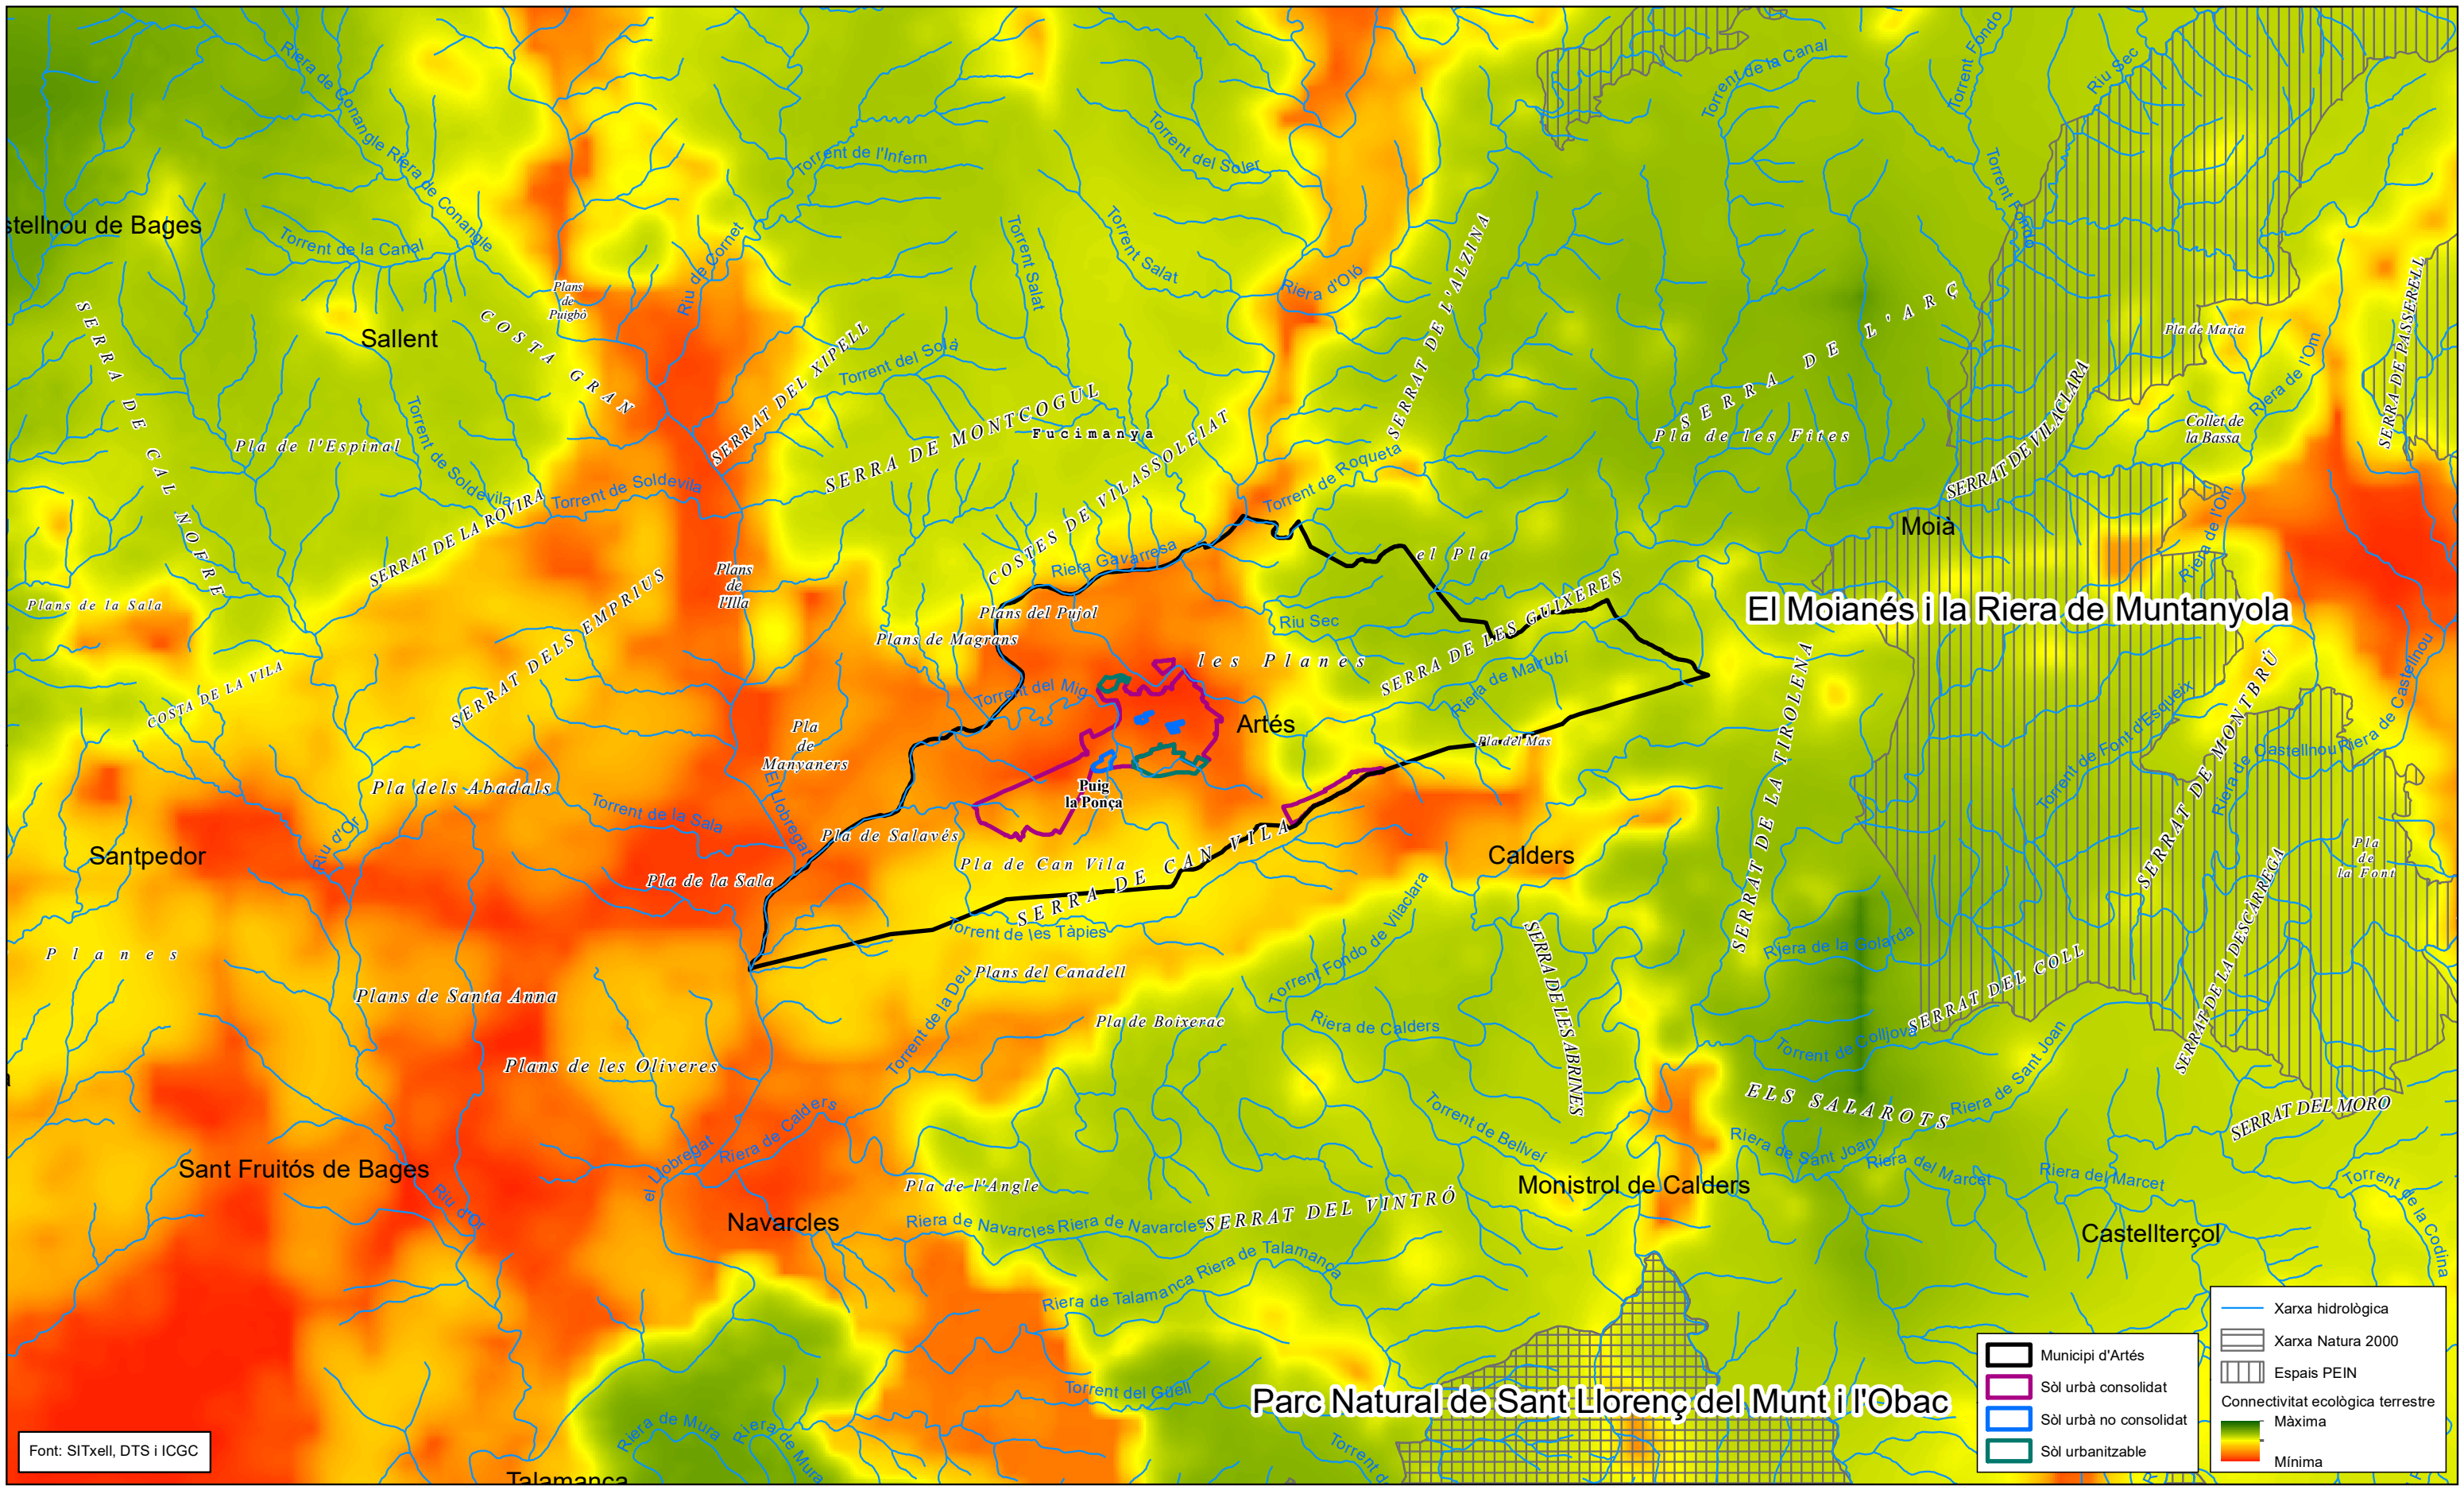 Riera de Conangle
Riera de Conangle
Torrent de l'Infern
Torrent del Soler
Torrent de la Canal
Torrent Fondo
Riu Sec
Torrent Fondo
stellnou de Bages
Torrent de la Canal
Riu de Cornet
Torrent Salat
Torrent Salat
Riera d'Oló
SERRAT DE L'ALZINA
SERRA DE L'ARÇ
SERRA DE PASSERELL
Plans
de
Puigbó
Sallent
COSTA GRAN
SERRA DE CAL NOFRE
SERRAT DEL XIPELL
Torrent del Solà
SERRA DE MONTCOGUL
Fucimanya
Pla de Maria
Riera de l'Om
Collet de
la Bassa
Pla de les Fites
SERRAT DE VILACLARA
Pla de l'Espinal
Torrent de Soldevila
Torrent de Soldevila
SERRAT DE LA ROVIRA
COSTES DE VILASSOLEIAT
Torrent de Roqueta
Riera de l'Om
Moià
Riera Gavarresa
el Pla
Plans
de
l'Illa
SERRAT DELS EMPRIUS
Plans de la Sala
COSTA DE LA VILA
Plans del Pujol
Plans de Magrans
Riu Sec
SERRA DE LES GUIXERES
El Moianés i la Riera de Muntanyola
les Planes
Riera de Malrubí
Torrent del Mig
Artés
Pla del Mas
SERRAT DE LA TIROLENA
Torrent de Font d'Esqueix
SERRAT DE MONTBRÚ
Riera de Castellnou
Riera de Castellnou
Pla
de
Manyaners
Pla dels Abadals
El Llobregat
Puig
la Ponça
Torrent de la Sala
Pla de Salavés
Riu d'Or
Santpedor
Pla de la Sala
Pla de Can Vila
SERRA DE CAN VILA
Calders
Pla
de
la Font
SERRAT DE LA DESCÀRREGA
Planes
Torrent de les Tàpies
Torrent Fondo de Vilaclara
SERRA DE LES ABRINES
Riera de la Golarda
SERRAT DEL COLL
Plans del Canadell
Plans de Santa Anna
Torrent de la Deu
Pla de Boixerac
Riera de Calders
Torrent de Colljovà
Plans de les Oliveres
Riera de Sant Joan
ELS SALAROTS
SERRAT DEL MORO
Torrent de Bellveí
Riera de Calders
el Llobregat
Riera de Sant Joan
Riera del Marcet
Riera del Marcet
Sant Fruitós de Bages
Riu d'Or
Pla de l'Angle
Monistrol de Calders
Torrent de la Codina
Navarcles
Riera de Navarcles
Riera de Navarcles
SERRAT DEL VINTRÓ
Castellterçol
Riera de Talamanca
Riera de Talamanca
Torrent del Güell
Parc Natural de Sant Llorenç del Munt i l'Obac
Riera de Mura
Riera de Mura
Torrent d
Talamanca
Font: SITxell, DTS i ICGC
Municipi d'Artés
Sòl urbà consolidat
Sòl urbà no consolidat
Sòl urbanitzable
Xarxa hidrològica
Xarxa Natura 2000
Espais PEIN
Connectivitat ecològica terrestre
Màxima
Mínima